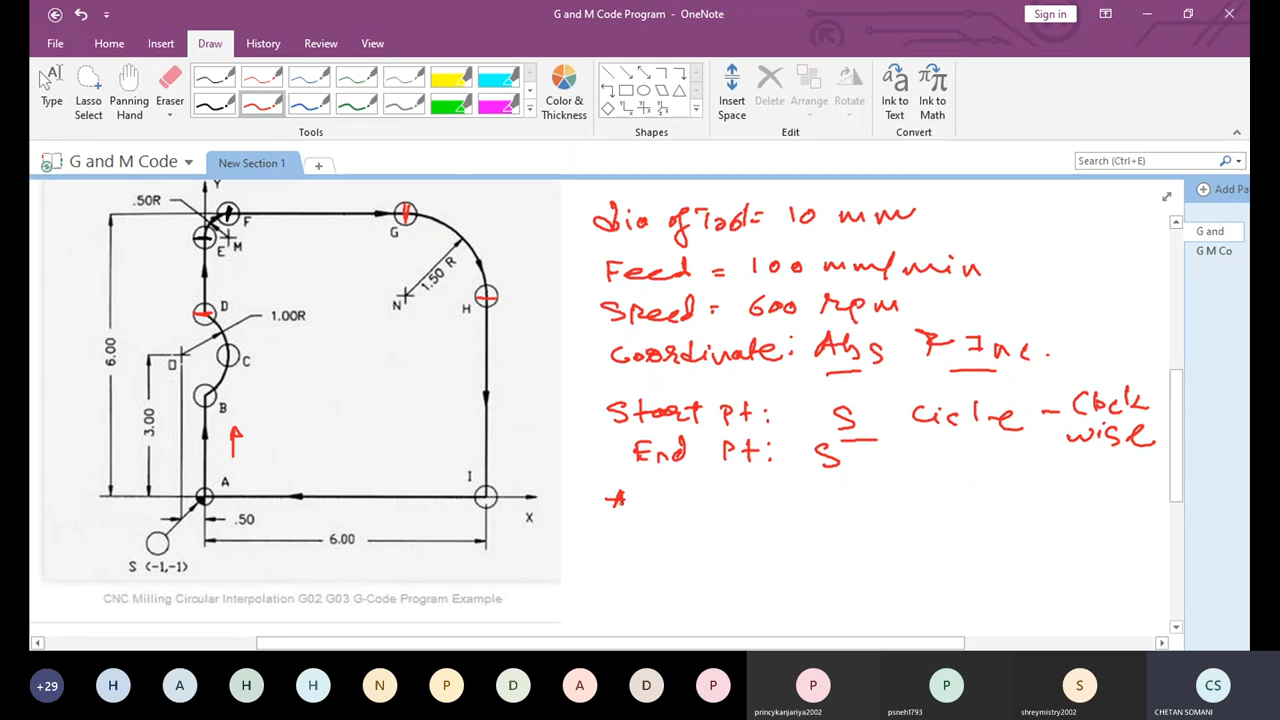 G and M Code Program - OneNote
Sign in
File Home Insert Draw History Review View
Type
Lasso Select
Panning Hand
Eraser
Color & Thickness
Insert Space
Delete
Arrange
Rotate
Ink to Text
Ink to Math
Tools
Shapes
Edit
Convert
G and M Code
New Section 1
+
Search (Ctrl+E)
Add Pa
G and
G M Co
Y
.50R
F
G
E
M
1.50 R
N
H
D
1.00R
6.00
O
C
3.00
B
A
I
X
.50
6.00
S (-1,-1)
CNC Milling Circular Interpolation G02 G03 G-Code Program Example
Dia of Tool = 10 mm
Feed = 100 mm/min
Speed = 600 rpm
Coordinate: Abs & Inc.
Start Pt: S Circle - Clock
wise
End Pt: S
A
+29 H A H H N P D A D P P P S CS
princykanjariya2002 psneh1793 shreymistry2002 CHETAN SOMANI